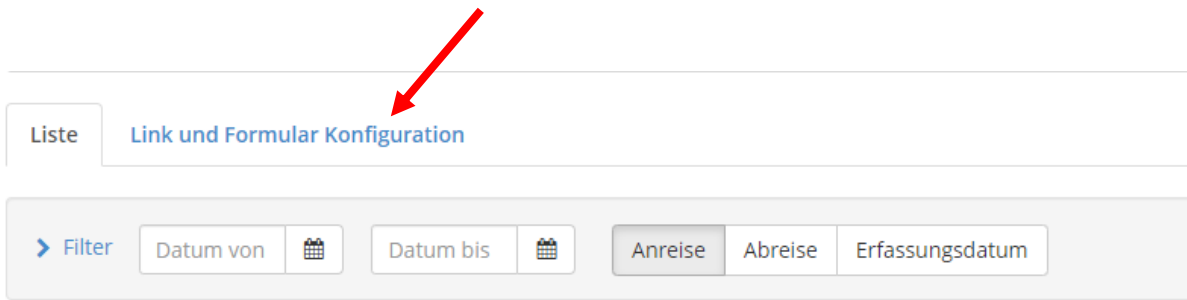 Liste Link und Formular Konfiguration
Filter Datum von Datum bis Anreise Abreise Erfassungsdatum